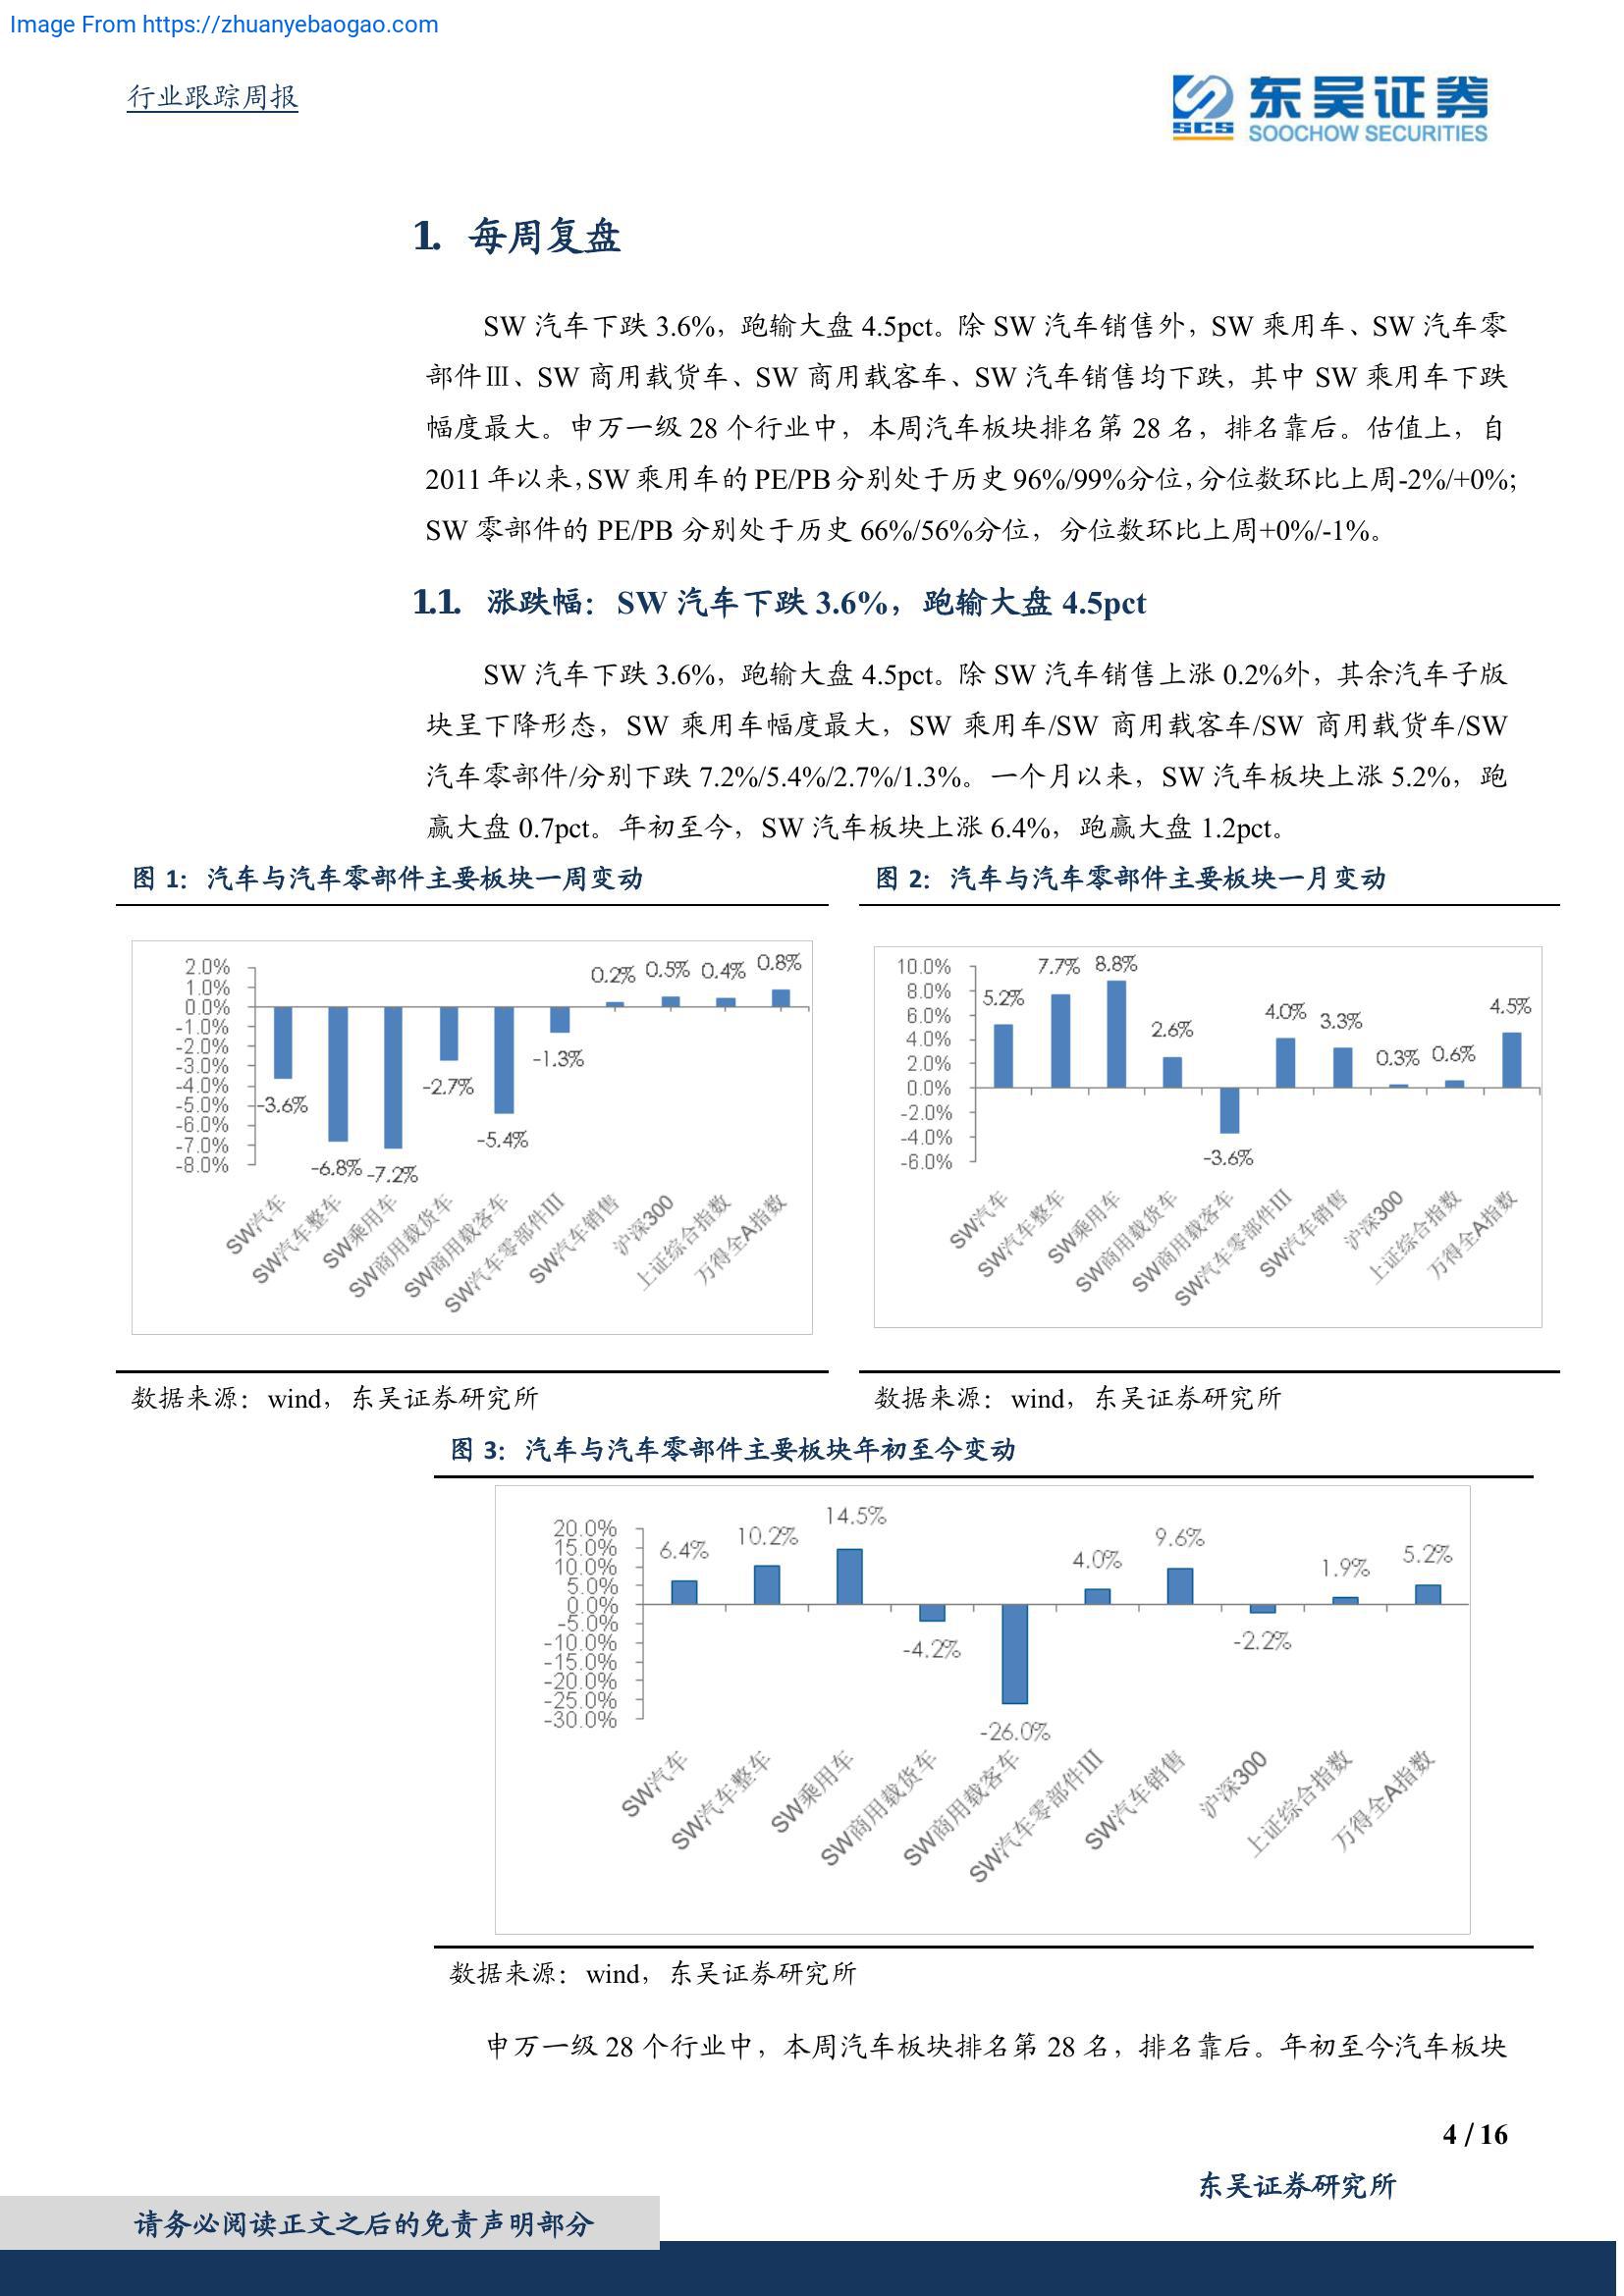 Image From https://zhuanyebaogao.com
行业跟踪周报
SCS 东吴证券
SOOCHOW SECURITIES
1. 每周复盘
SW 汽车下跌 3.6%，跑输大盘 4.5pct。除 SW 汽车销售外，SW 乘用车、SW 汽车零
部件Ⅲ、SW 商用载货车、SW 商用载客车、SW 汽车销售均下跌，其中 SW 乘用车下跌
幅度最大。申万一级 28 个行业中，本周汽车板块排名第 28 名，排名靠后。估值上，自
2011 年以来，SW 乘用车的 PE/PB 分别处于历史 96%/99%分位，分位数环比上周-2%/+0%；
SW 零部件的 PE/PB 分别处于历史 66%/56%分位，分位数环比上周+0%/-1%。
1.1. 涨跌幅：SW 汽车下跌 3.6%，跑输大盘 4.5pct
SW 汽车下跌 3.6%，跑输大盘 4.5pct。除 SW 汽车销售上涨 0.2%外，其余汽车子版
块呈下降形态，SW 乘用车幅度最大，SW 乘用车/SW 商用载客车/SW 商用载货车/SW
汽车零部件/分别下跌 7.2%/5.4%/2.7%/1.3%。一个月以来，SW 汽车板块上涨 5.2%，跑
赢大盘 0.7pct。年初至今，SW 汽车板块上涨 6.4%，跑赢大盘 1.2pct。
图 1：汽车与汽车零部件主要板块一周变动
2.0%
1.0%
0.0%
-1.0%
-2.0%
-3.0%
-4.0%
-5.0%
-6.0%
-7.0%
-8.0%
-3.6%
-6.8%
-7.2%
-2.7%
-5.4%
-1.3%
0.2%
0.5%
0.4%
0.8%
SW汽车
SW汽车整车
SW乘用车
SW商用载货车
SW商用载客车
SW汽车零部件III
SW汽车销售
沪深300
上证综合指数
万得全A指数
数据来源：wind，东吴证券研究所
图 2：汽车与汽车零部件主要板块一月变动
10.0%
8.0%
6.0%
4.0%
2.0%
0.0%
-2.0%
-4.0%
-6.0%
5.2%
7.7%
8.8%
2.6%
-3.6%
4.0%
3.3%
0.3%
0.6%
4.5%
SW汽车
SW汽车整车
SW乘用车
SW商用载货车
SW商用载客车
SW汽车零部件III
SW汽车销售
沪深300
上证综合指数
万得全A指数
数据来源：wind，东吴证券研究所
图 3：汽车与汽车零部件主要板块年初至今变动
20.0%
15.0%
10.0%
5.0%
0.0%
-5.0%
-10.0%
-15.0%
-20.0%
-25.0%
-30.0%
6.4%
10.2%
14.5%
-4.2%
-26.0%
4.0%
9.6%
-2.2%
1.9%
5.2%
SW汽车
SW汽车整车
SW乘用车
SW商用载货车
SW商用载客车
SW汽车零部件III
SW汽车销售
沪深300
上证综合指数
万得全A指数
数据来源：wind，东吴证券研究所
申万一级 28 个行业中，本周汽车板块排名第 28 名，排名靠后。年初至今汽车板块
4 / 16
东吴证券研究所
请务必阅读正文之后的免责声明部分